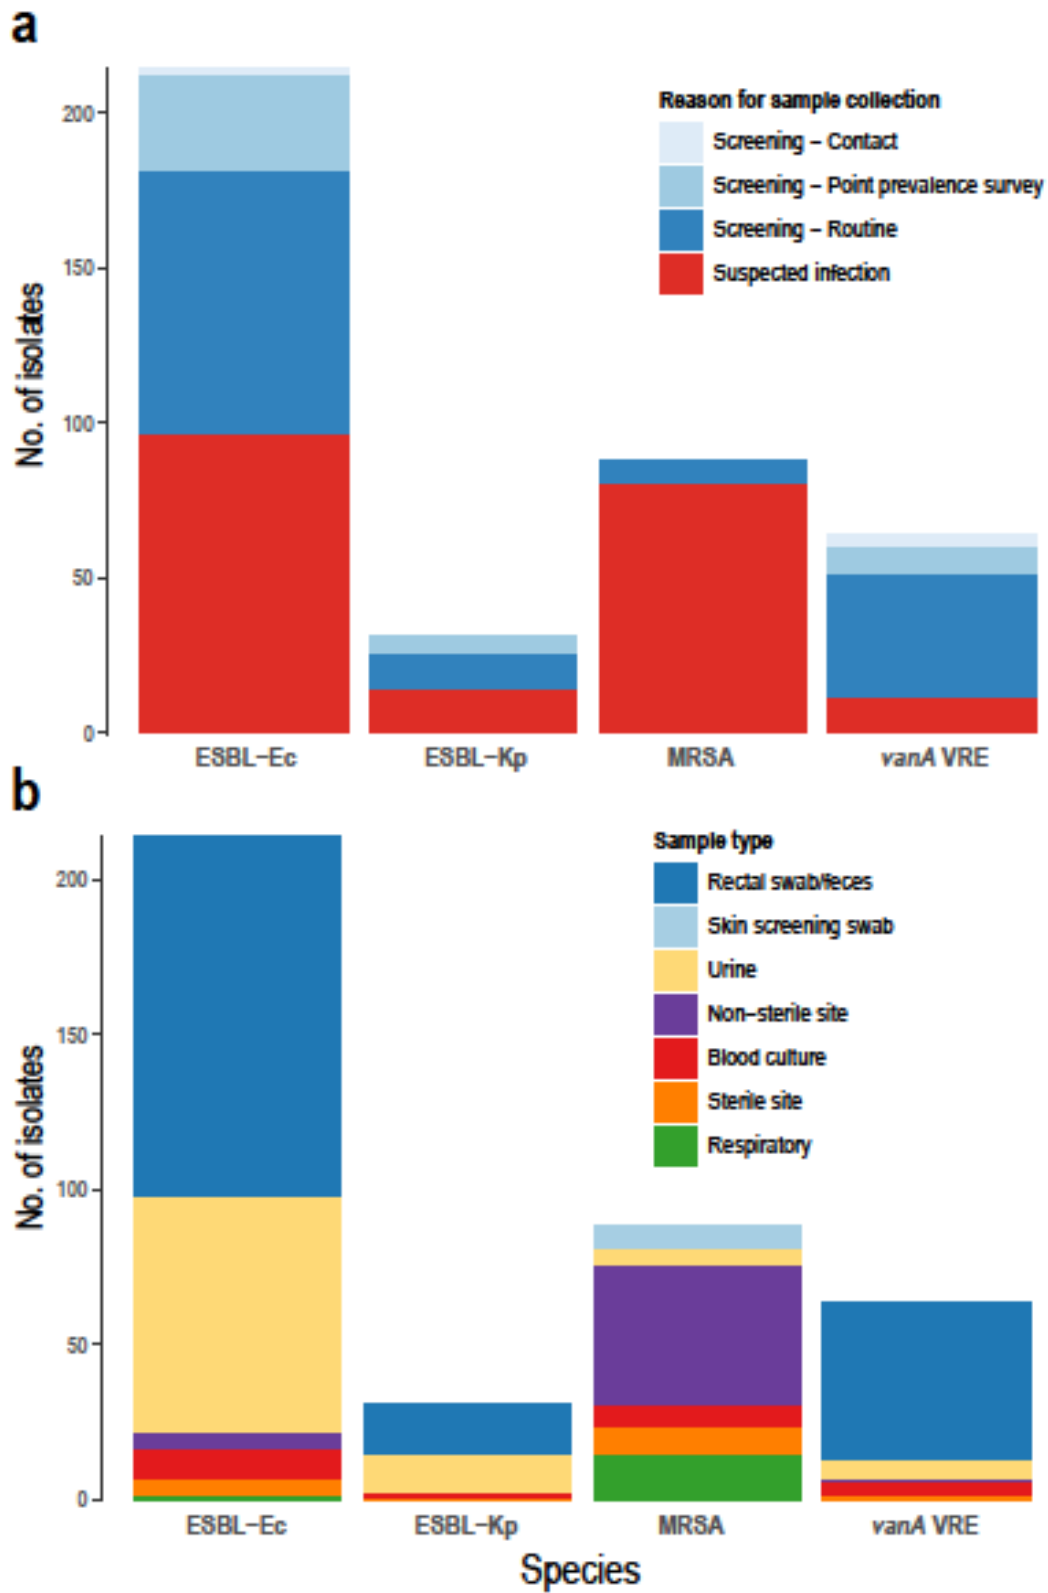 a
Reason for sample collection
Screening – Contact
Screening – Point prevalence survey
Screening – Routine
Suspected infection
No. of isolates
200
150
100
50
0
ESBL–Ec
ESBL–Kp
MRSA
vanA VRE
b
Sample type
Rectal swab/feces
Skin screening swab
Urine
Non–sterile site
Blood culture
Sterile site
Respiratory
No. of isolates
200
150
100
50
0
ESBL–Ec
ESBL–Kp
MRSA
vanA VRE
Species